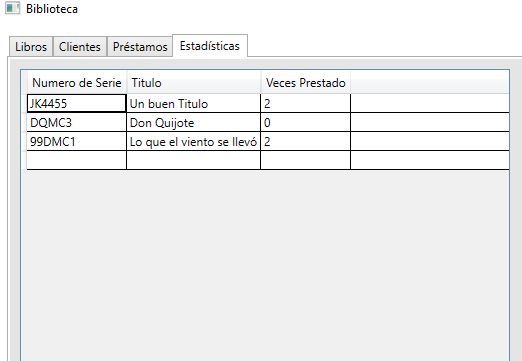 Biblioteca
Libros Clientes Préstamos Estadísticas
Numero de Serie Titulo Veces Prestado
JK4455 Un buen Titulo 2
DQMC3 Don Quijote 0
99DMC1 Lo que el viento se llevó 2